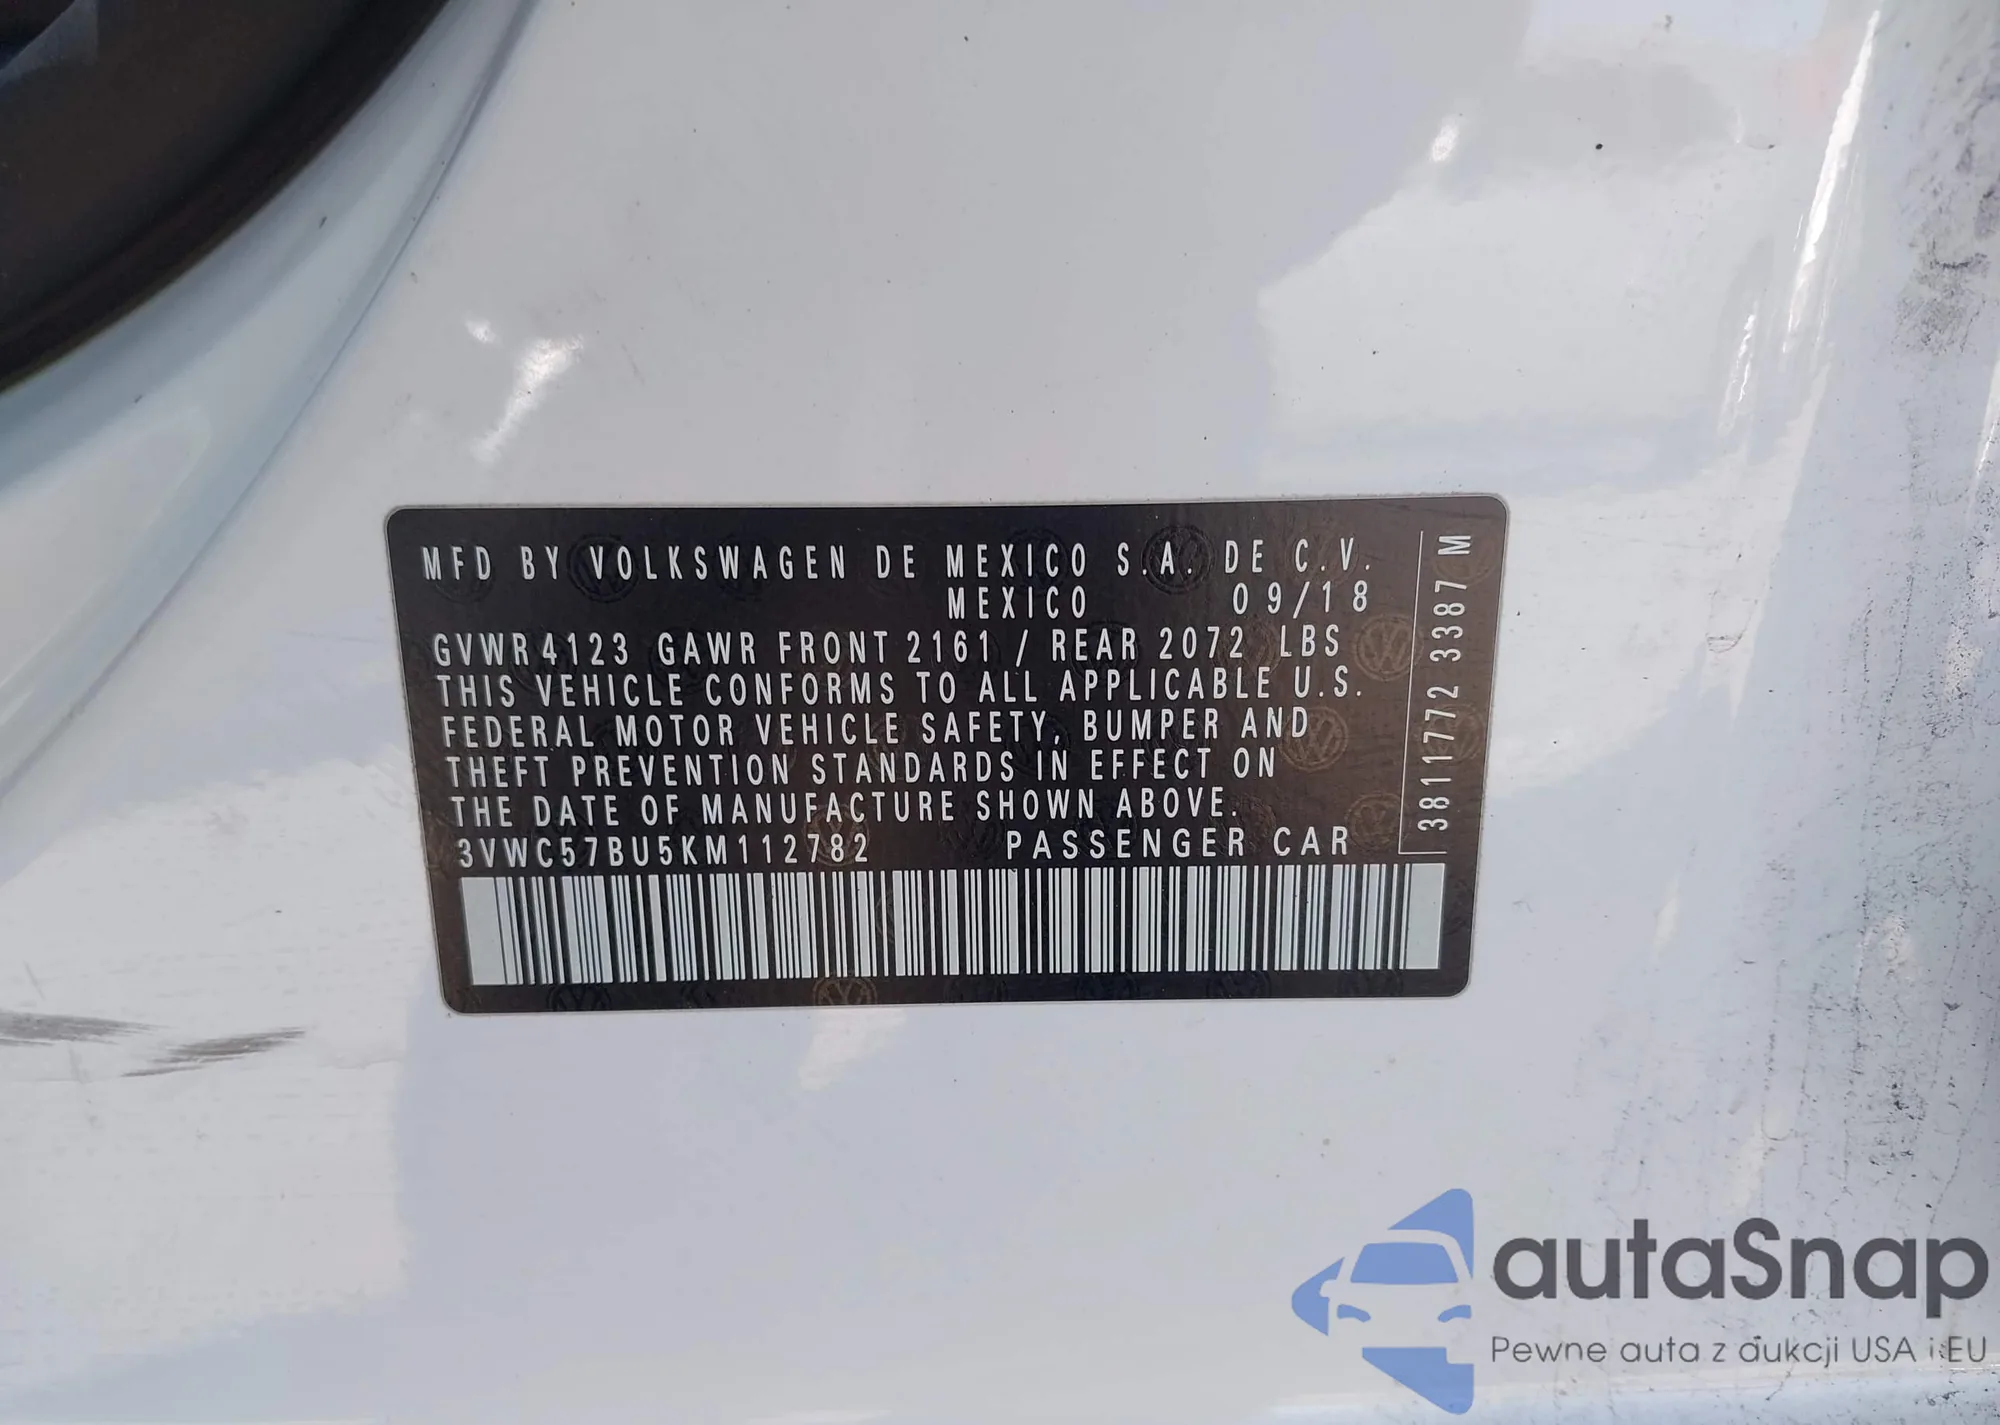 MFD BY VOLKSWAGEN DE MEXICO S.A. DE C.V.
MEXICO 09/18
GVWR 4123 GAWR FRONT 2161 / REAR 2072 LBS
THIS VEHICLE CONFORMS TO ALL APPLICABLE U.S.
FEDERAL MOTOR VEHICLE SAFETY, BUMPER AND
THEFT PREVENTION STANDARDS IN EFFECT ON
THE DATE OF MANUFACTURE SHOWN ABOVE.
3VWC57BU5KM112782 PASSENGER CAR
3811772 3387 M
autaSnap
Pewne auta z aukcji USA i EU